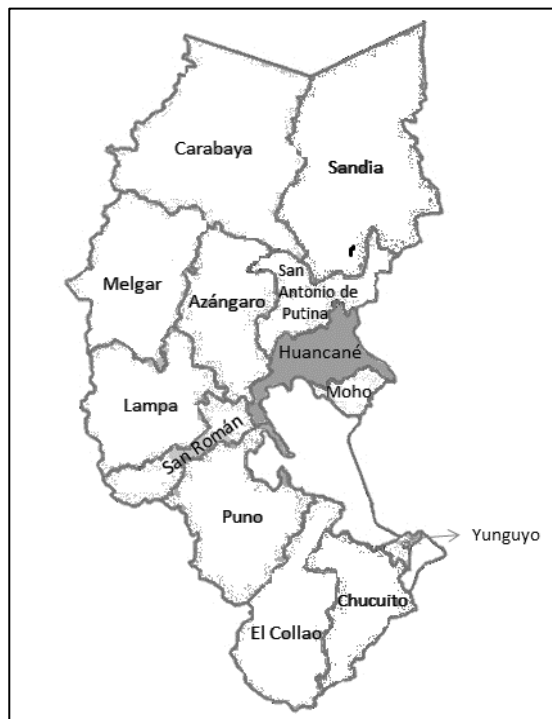 Carabaya
Sandia
San
Antonio de
Putina
Melgar
Azángaro
Huancané
Moho
Lampa
San Román
Puno
Yunguyo
Chucuito
El Collao